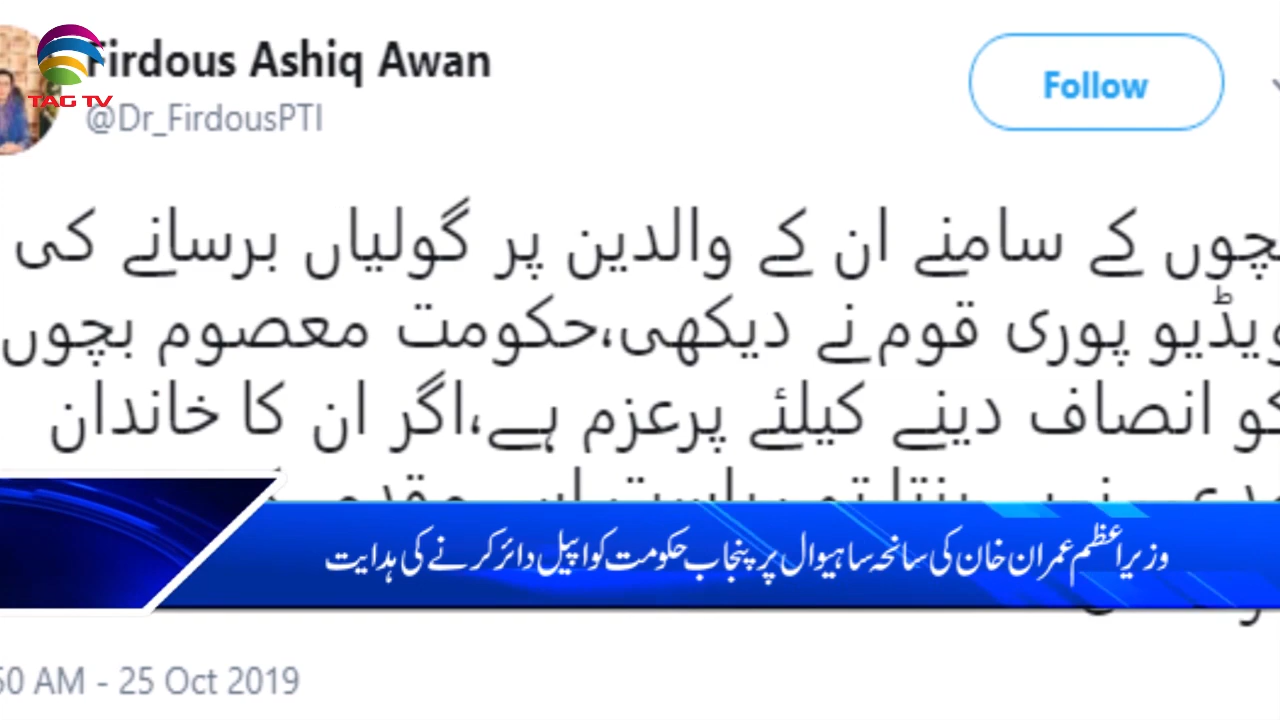 Firdous Ashiq Awan
TAG TV
@Dr_FirdousPTI
Follow
بچوں کے سامنے ان کے والدین پر گولیاں برسانے کی
ویڈیو پوری قوم نے دیکھی،حکومت معصوم بچوں
کو انصاف دینے کیلئے پرعزم ہے،اگر ان کا خاندان
وزیراعظم عمران خان کی سانحہ ساہیوال پر پنجاب حکومت کو اپیل دائر کرنے کی ہدایت
50 AM - 25 Oct 2019